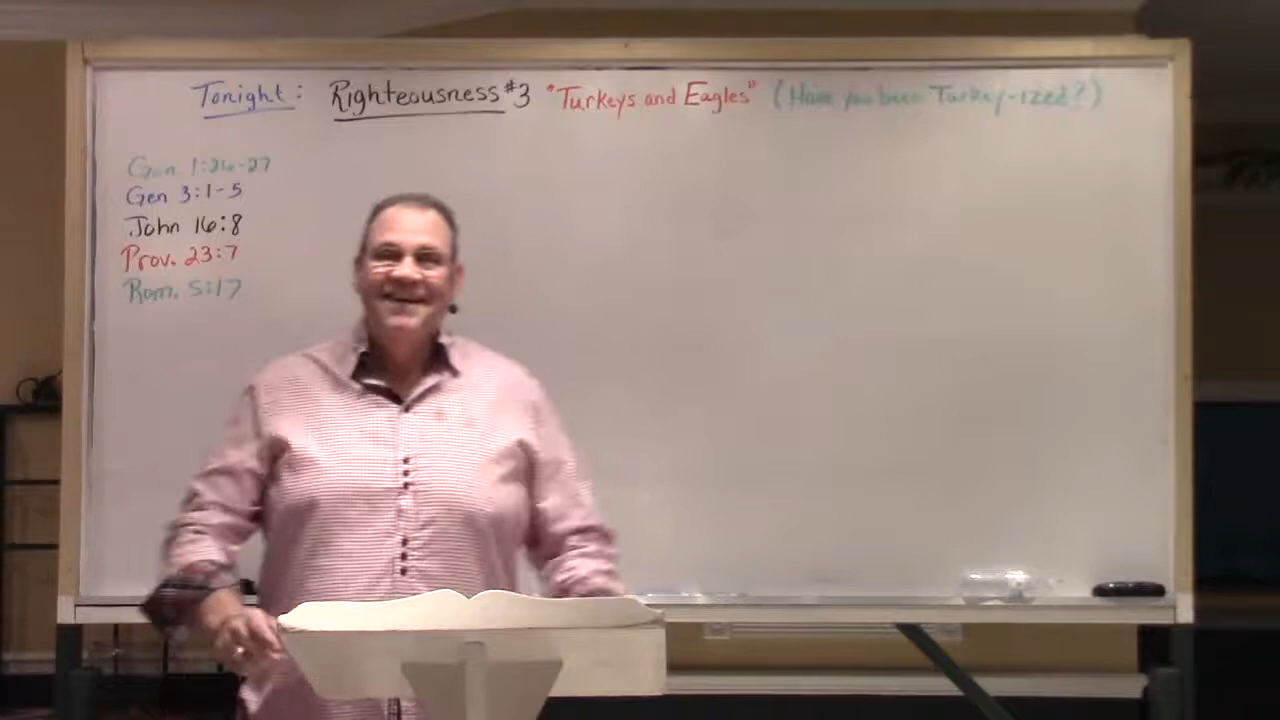 Tonight: Righteousness #3 "Turkeys and Eagles" (Have you been Turkey-ized?)
Gen 1:26-27
Gen 3:1-5
John 16:8
Prov. 23:7
Rom. 5:17